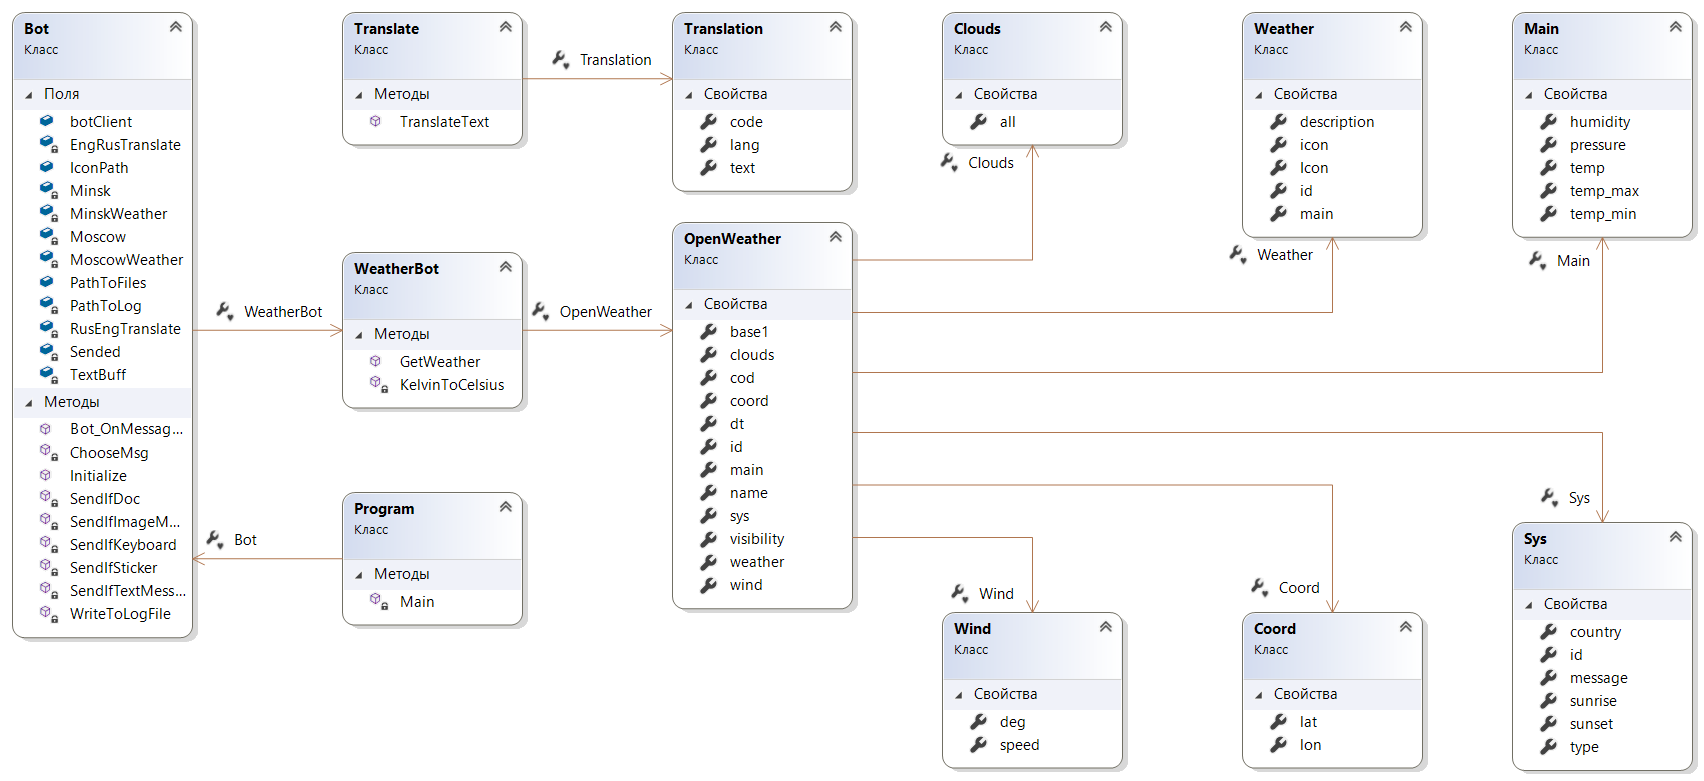 Bot
Класс
Поля
botClient
EngRusTranslate
IconPath
Minsk
MinskWeather
Moscow
MoscowWeather
PathToFiles
PathToLog
RusEngTranslate
Sended
TextBuff
Методы
Bot_OnMessag...
ChooseMsg
Initialize
SendIfDoc
SendIfImageM...
SendIfKeyboard
SendIfSticker
SendIfTextMess...
WriteToLogFile
Translate
Класс
Методы
TranslateText
Translation
Translation
Класс
Свойства
code
lang
text
WeatherBot
WeatherBot
Класс
Методы
GetWeather
KelvinToCelsius
OpenWeather
Bot
Program
Класс
Методы
Main
OpenWeather
Класс
Свойства
base1
clouds
cod
coord
dt
id
main
name
sys
visibility
weather
wind
Clouds
Класс
Свойства
all
Clouds
Weather
Класс
Свойства
description
icon
Icon
id
main
Weather
Main
Класс
Свойства
humidity
pressure
temp
temp_max
temp_min
Main
Wind
Wind
Класс
Свойства
deg
speed
Coord
Coord
Класс
Свойства
lat
lon
Sys
Sys
Класс
Свойства
country
id
message
sunrise
sunset
type